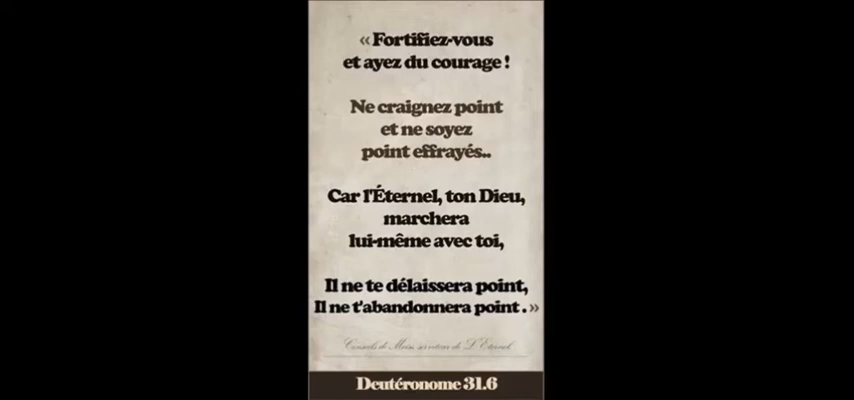 « Fortifiez-vous
et ayez du courage !
Ne craignez point
et ne soyez
point effrayés..
Car l'Éternel, ton Dieu,
marchera
lui-même avec toi,
Il ne te délaissera point,
Il ne t'abandonnera point . »
Conseils de Moïse, serviteur de L'Eternel
Deutéronome 31.6